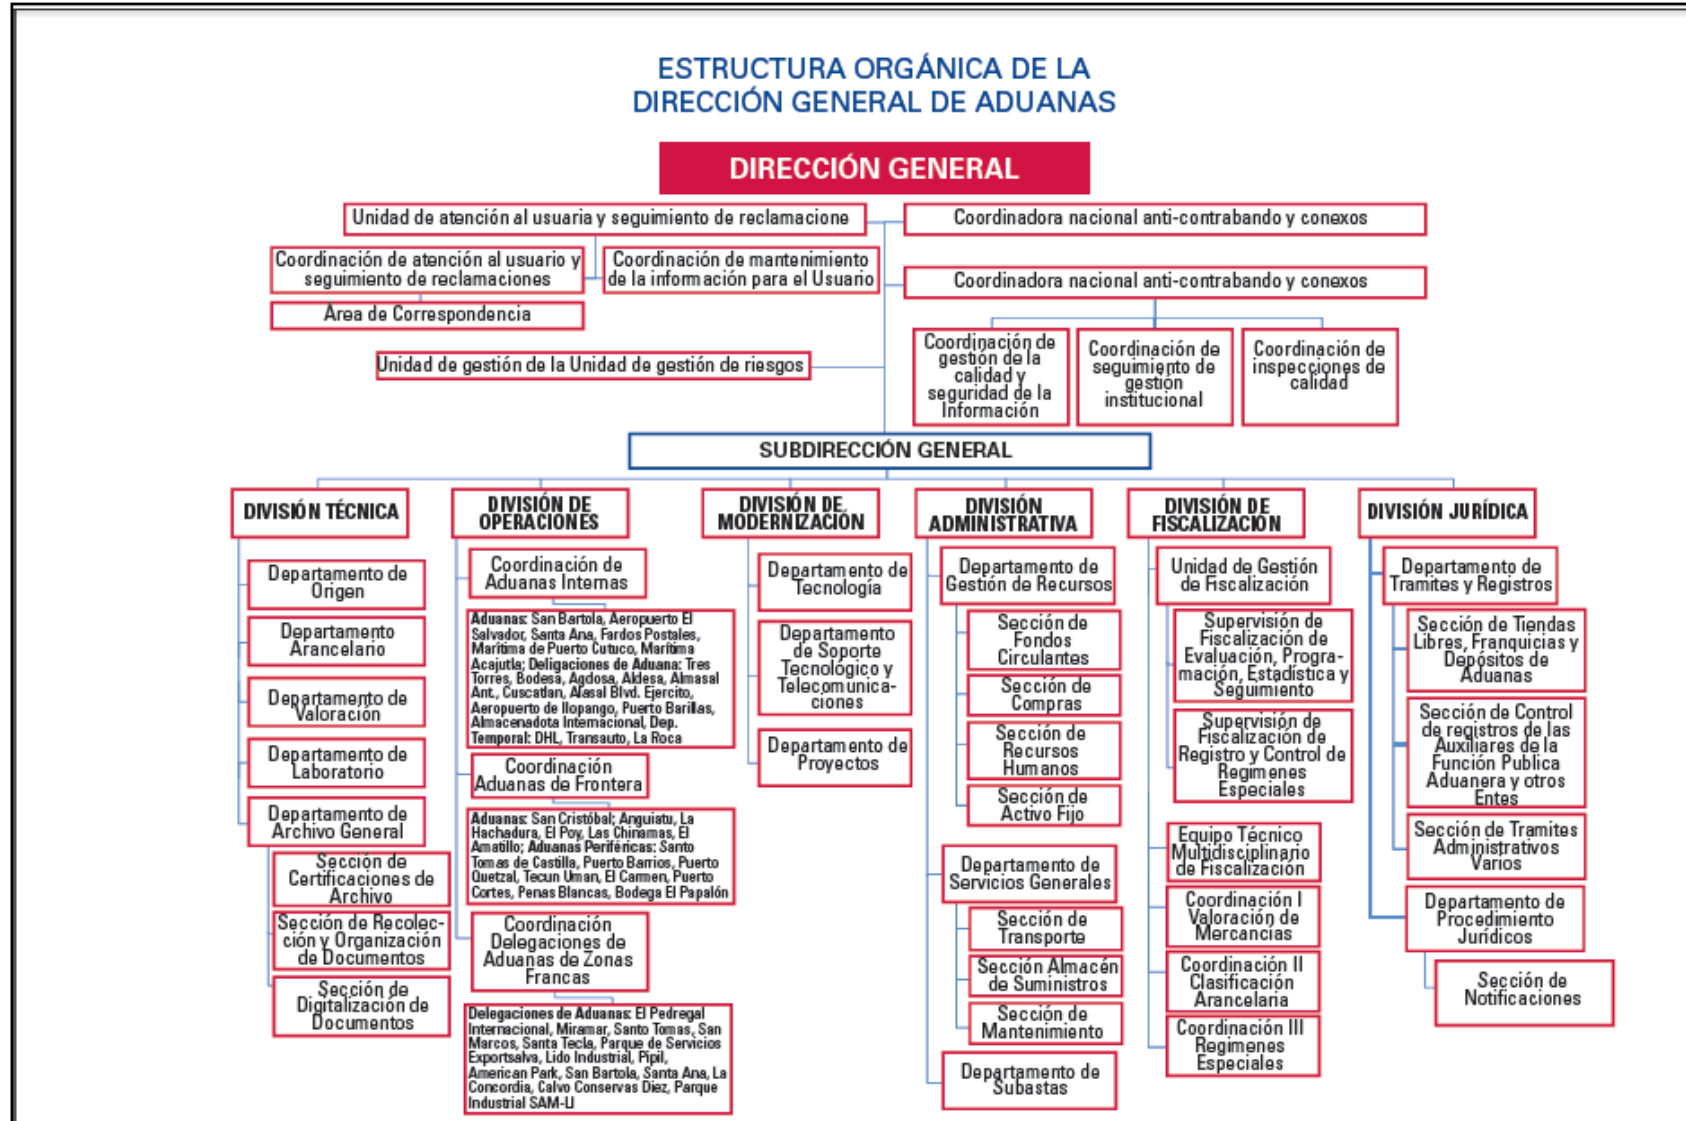 ESTRUCTURA ORGÁNICA DE LA
DIRECCIÓN GENERAL DE ADUANAS
DIRECCIÓN GENERAL
Unidad de atención al usuaria y seguimiento de reclamacione
Coordinadora nacional anti-contrabando y conexos
Coordinación de atención al usuario y
seguimiento de reclamaciones
Coordinación de mantenimiento
de la información para el Usuario
Área de Correspondencia
Coordinadora nacional anti-contrabando y conexos
Coordinación de
gestión de la
calidad y
seguridad de la
Información
Coordinación de
seguimiento de
gestión
institucional
Coordinación de
inspecciones de
calidad
Unidad de gestión de la Unidad de gestión de riesgos
SUBDIRECCIÓN GENERAL
DIVISIÓN TÉCNICA
Departamento de
Origen
Departamento
Arancelario
Departamento de
Valoración
Departamento de
Laboratorio
Departamento de
Archivo General
Sección de
Certificaciones de
Archivo
Sección de Recolec-
cción y Organización
de Documentos
Sección de
Digitalización de
Documentos
DIVISIÓN DE
OPERACIONES
Coordinación de
Aduanas Internas
Aduanas: San Bartola, Aeropuerto El
Salvador, Santa Ana, Fardos Postales,
Marítima de Puerto Cutuco, Marítima
Acajutla; Deligaciones de Aduana: Tres
Torres, Bodesa, Agdosa, Aldesa, Almasal
Ant., Cuscatlan, Alasal Blvd. Ejercito,
Aeropuerto de Ilopango, Puerto Barillas,
Almacenadota Internacional, Dep.
Temporal: DHL, Transauto, La Roca
Coordinación
Aduanas de Frontera
Aduanas: San Cristóbal; Anguiatu, La
Hachadura, El Poy, Las Chinamas, El
Amatillo; Aduanas Periféricas: Santo
Tomas de Castilla, Puerto Barrios, Puerto
Quetzal, Tecun Uman, El Carmen, Puerto
Cortes, Penas Blancas, Bodega El Papalón
Coordinación
Delegaciones de
Aduanas de Zonas
Francas
Delegaciones de Aduanas: El Pedregal
Internacional, Miramar, Santo Tomas, San
Marcos, Santa Tecla, Parque de Servicios
Exportsalva, Lido Industrial, Pipil,
American Park, San Bartola, Santa Ana, La
Concordia, Calvo Conservas Diez, Parque
Industrial SAM-LI
DIVISIÓN DE
MODERNIZACIÓN
Departamento de
Tecnología
Departamento
de Soporte
Tecnológico y
Telecomunica-
ciones
Departamento de
Proyectos
DIVISIÓN
ADMINISTRATIVA
Departamento de
Gestión de Recursos
Sección de
Fondos
Circulantes
Sección de
Compras
Sección de
Recursos
Humanos
Sección de
Activo Fijo
Departamento de
Servicios Generales
Sección de
Transporte
Sección Almacén
de Suministros
Sección de
Mantenimiento
Departamento de
Subastas
DIVISIÓN DE
FISCALIZACIÓN
Unidad de Gestión
de Fiscalización
Supervisión de
Fiscalización de
Evaluación, Progra-
mación, Estadística y
Seguimiento
Supervisión de
Fiscalización de
Registro y Control de
Regimenes
Especiales
Equipo Técnico
Multidisciplinario
de Fiscalización
Coordinación I
Valoración de
Mercancias
Coordinación II
Clasificación
Arancelaria
Coordinación III
Regimenes
Especiales
DIVISIÓN JURÍDICA
Departamento de
Tramites y Registros
Sección de Tiendas
Libres, Franquicias y
Depósitos de
Aduanas
Sección de Control
de registros de las
Auxiliares de la
Función Publica
Aduanera y otros
Entes
Sección de Tramites
Administrativos
Varios
Departamento de
Procedimiento
Jurídicos
Sección de
Notificaciones